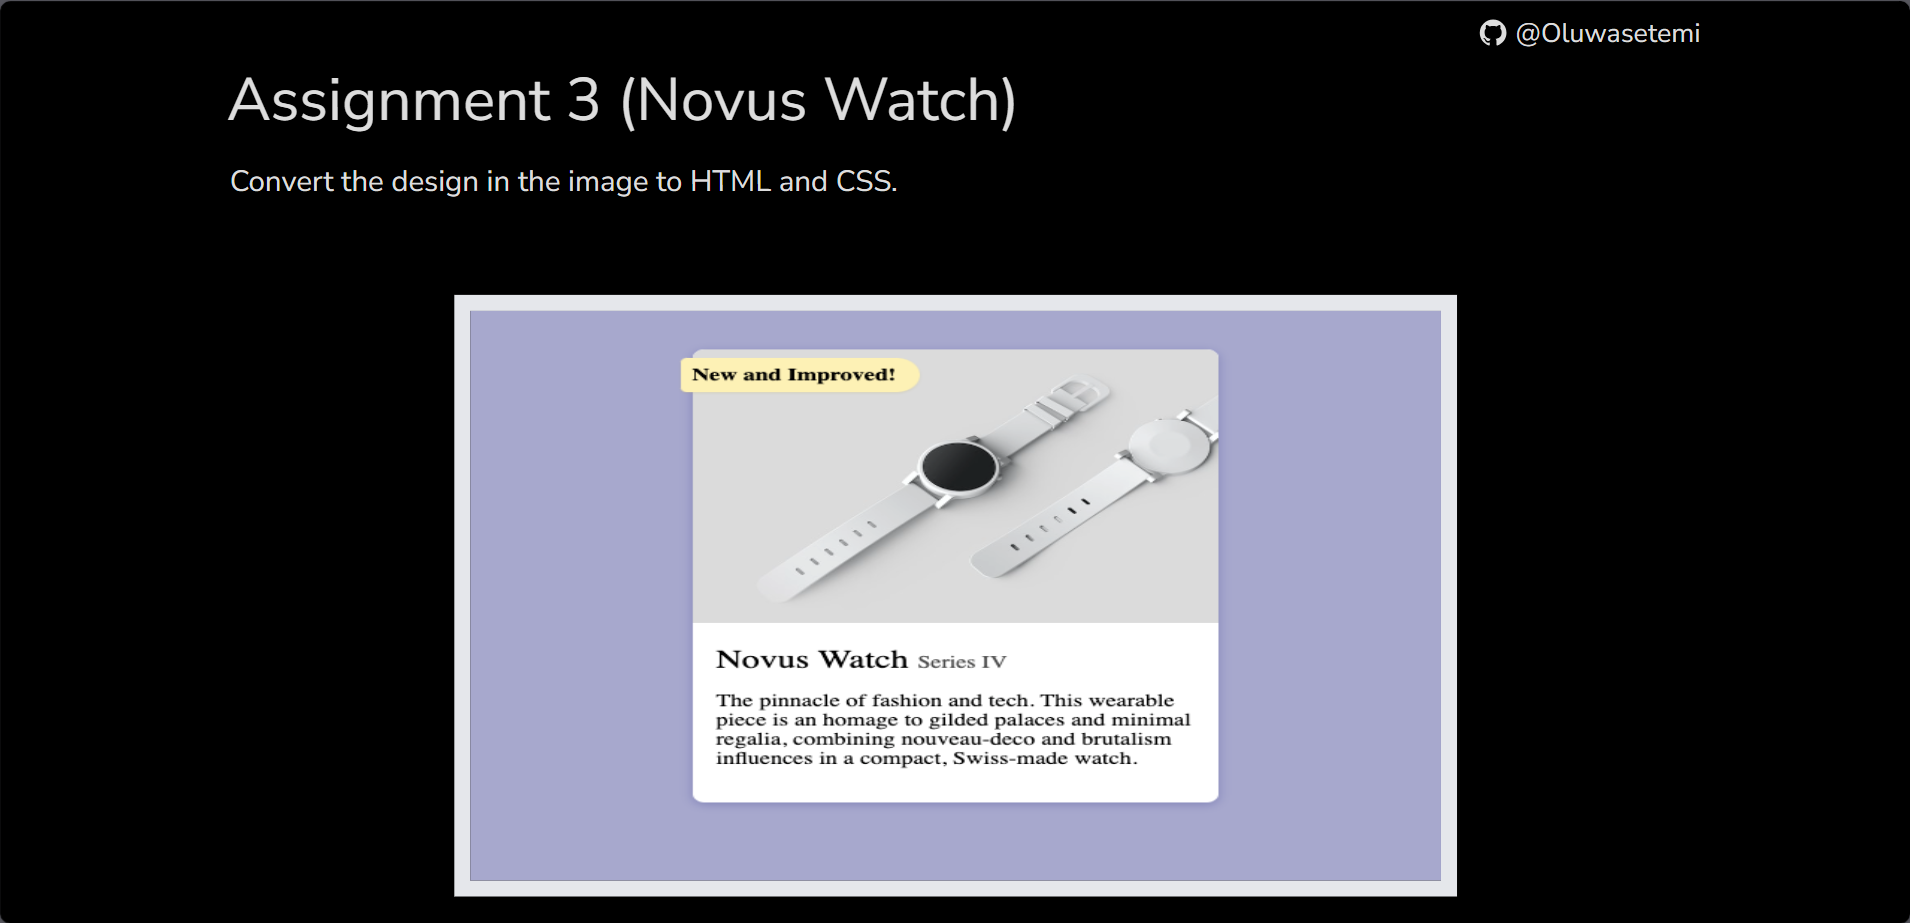 @Oluwasetemi
Assignment 3 (Novus Watch)
Convert the design in the image to HTML and CSS.
New and Improved!
Novus Watch Series IV
The pinnacle of fashion and tech. This wearable
piece is an homage to gilded palaces and minimal
regalia, combining nouveau-deco and brutalism
influences in a compact, Swiss-made watch.